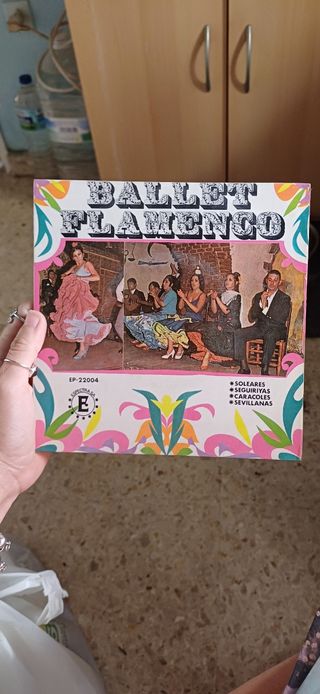 BALLET
FLAMENCO
EP-22004
E
• SOLEARES
• SEGUIRIYAS
• CARACOLES
• SEVILLANAS